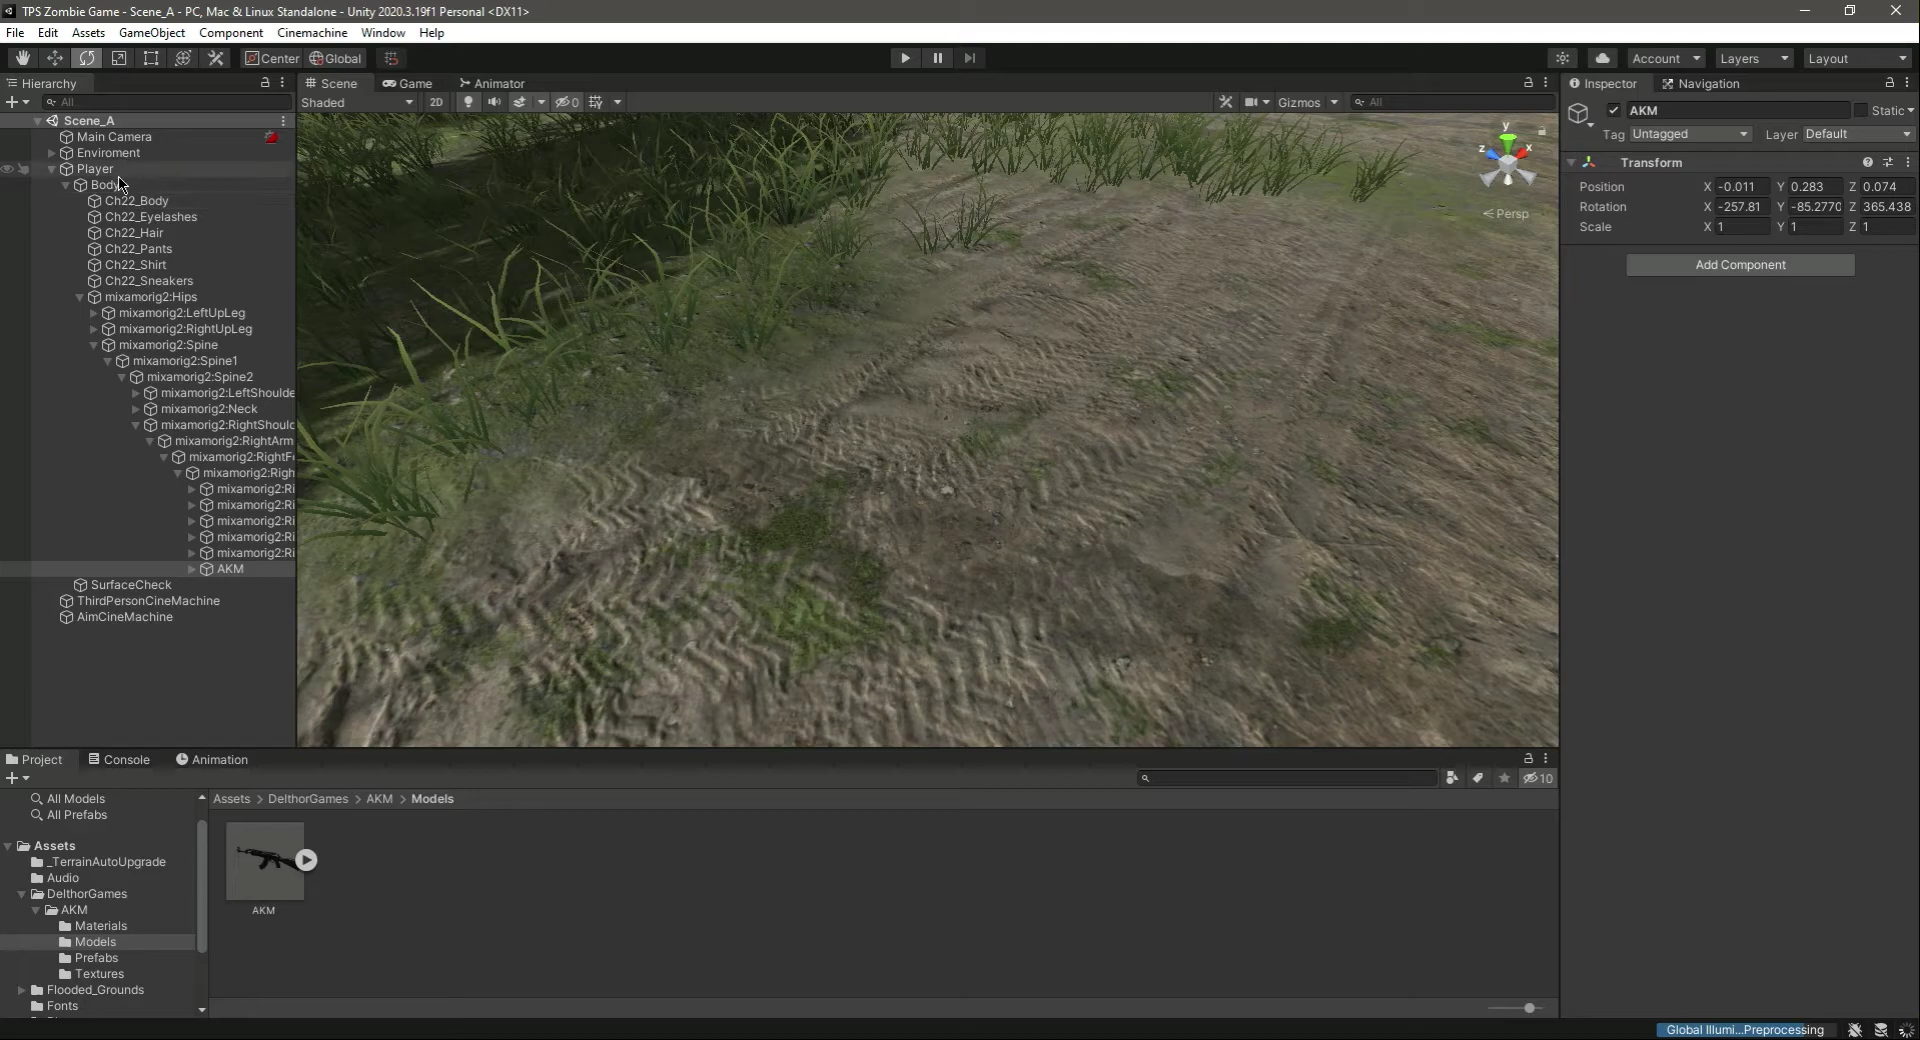 TPS Zombie Game - Scene_A - PC, Mac & Linux Standalone - Unity 2020.3.19f1 Personal <DX11>
File Edit Assets GameObject Component Cinemachine Window Help
Center Global Account Layers Layout
Hierarchy
All
Scene_A
Main Camera
Enviroment
Player
Body
Ch22_Body
Ch22_Eyelashes
Ch22_Hair
Ch22_Pants
Ch22_Shirt
Ch22_Sneakers
mixamorig2:Hips
mixamorig2:LeftUpLeg
mixamorig2:RightUpLeg
mixamorig2:Spine
mixamorig2:Spine1
mixamorig2:Spine2
mixamorig2:LeftShoulde
mixamorig2:Neck
mixamorig2:RightShoulc
mixamorig2:RightArm
mixamorig2:RightF
mixamorig2:Righ
mixamorig2:Ri
mixamorig2:Ri
mixamorig2:Ri
mixamorig2:Ri
mixamorig2:Ri
AKM
SurfaceCheck
ThirdPersonCineMachine
AimCineMachine
Scene Game Animator
Shaded 2D 0 Gizmos All
y
z x
Persp
Inspector Navigation
AKM Static
Tag Untagged Layer Default
Transform
Position X -0.011 Y 0.283 Z 0.074
Rotation X -257.81 Y -85.2770 Z 365.438
Scale X 1 Y 1 Z 1
Add Component
Project Console Animation
10
All Models
All Prefabs
Assets
_TerrainAutoUpgrade
Audio
DelthorGames
AKM
Materials
Models
Prefabs
Textures
Flooded_Grounds
Fonts
Assets > DelthorGames > AKM > Models
AKM
Global Illumi...Preprocessing